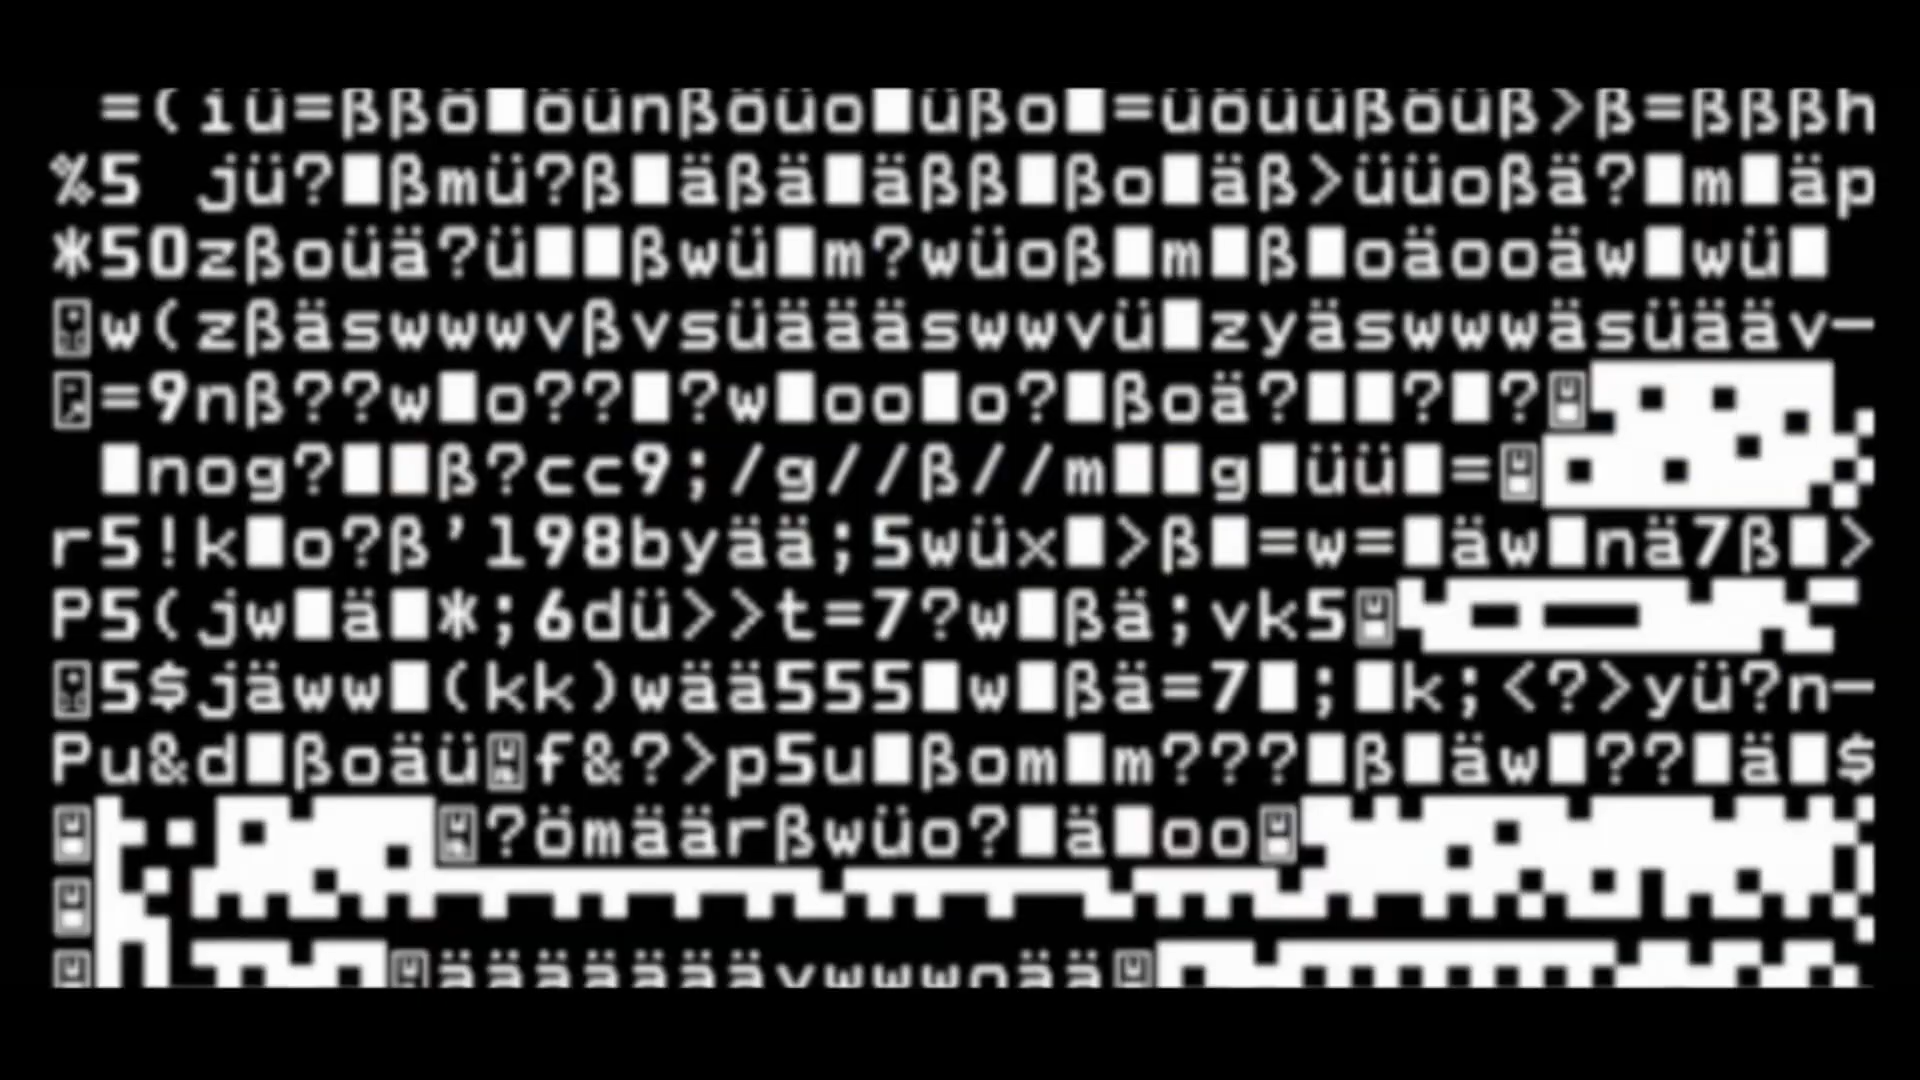 =(iü=ßßö■öünßöüo■üßo■=üöüüßöüß>ß=ßßßh
%5 jü?■ßmü?ß■äßä■äßß■ßo■äß>üüoßä?■m■äp
*50zßoüä?ü■■ßwü■m?wüoß■m■ß■oäooäw■wü■
w(zßäswwwvßvsüäääswwvü■zyäswwwäsüääv–
=9nß??w■o??■?w■oo■o?■ßoä?■■?■?
■nog?■■ß?cc9;/g//ß//m■■g■üü■=
r5!k■o?ß’l98byää;5wüx■>ß■=w=■äw■nä7ß■>
P5(jw■ä■*;6dü>>t=7?w■ßä;vk5
5$jäww■(kk)wää555■w■ßä=7■;■k;<?>yü?n–
Pu&d■ßoäüf&?>p5u■ßom■m???■ß■äw■??■ä■$
?ömäärßwüo?■ä■oo
ääääääävwwwnää